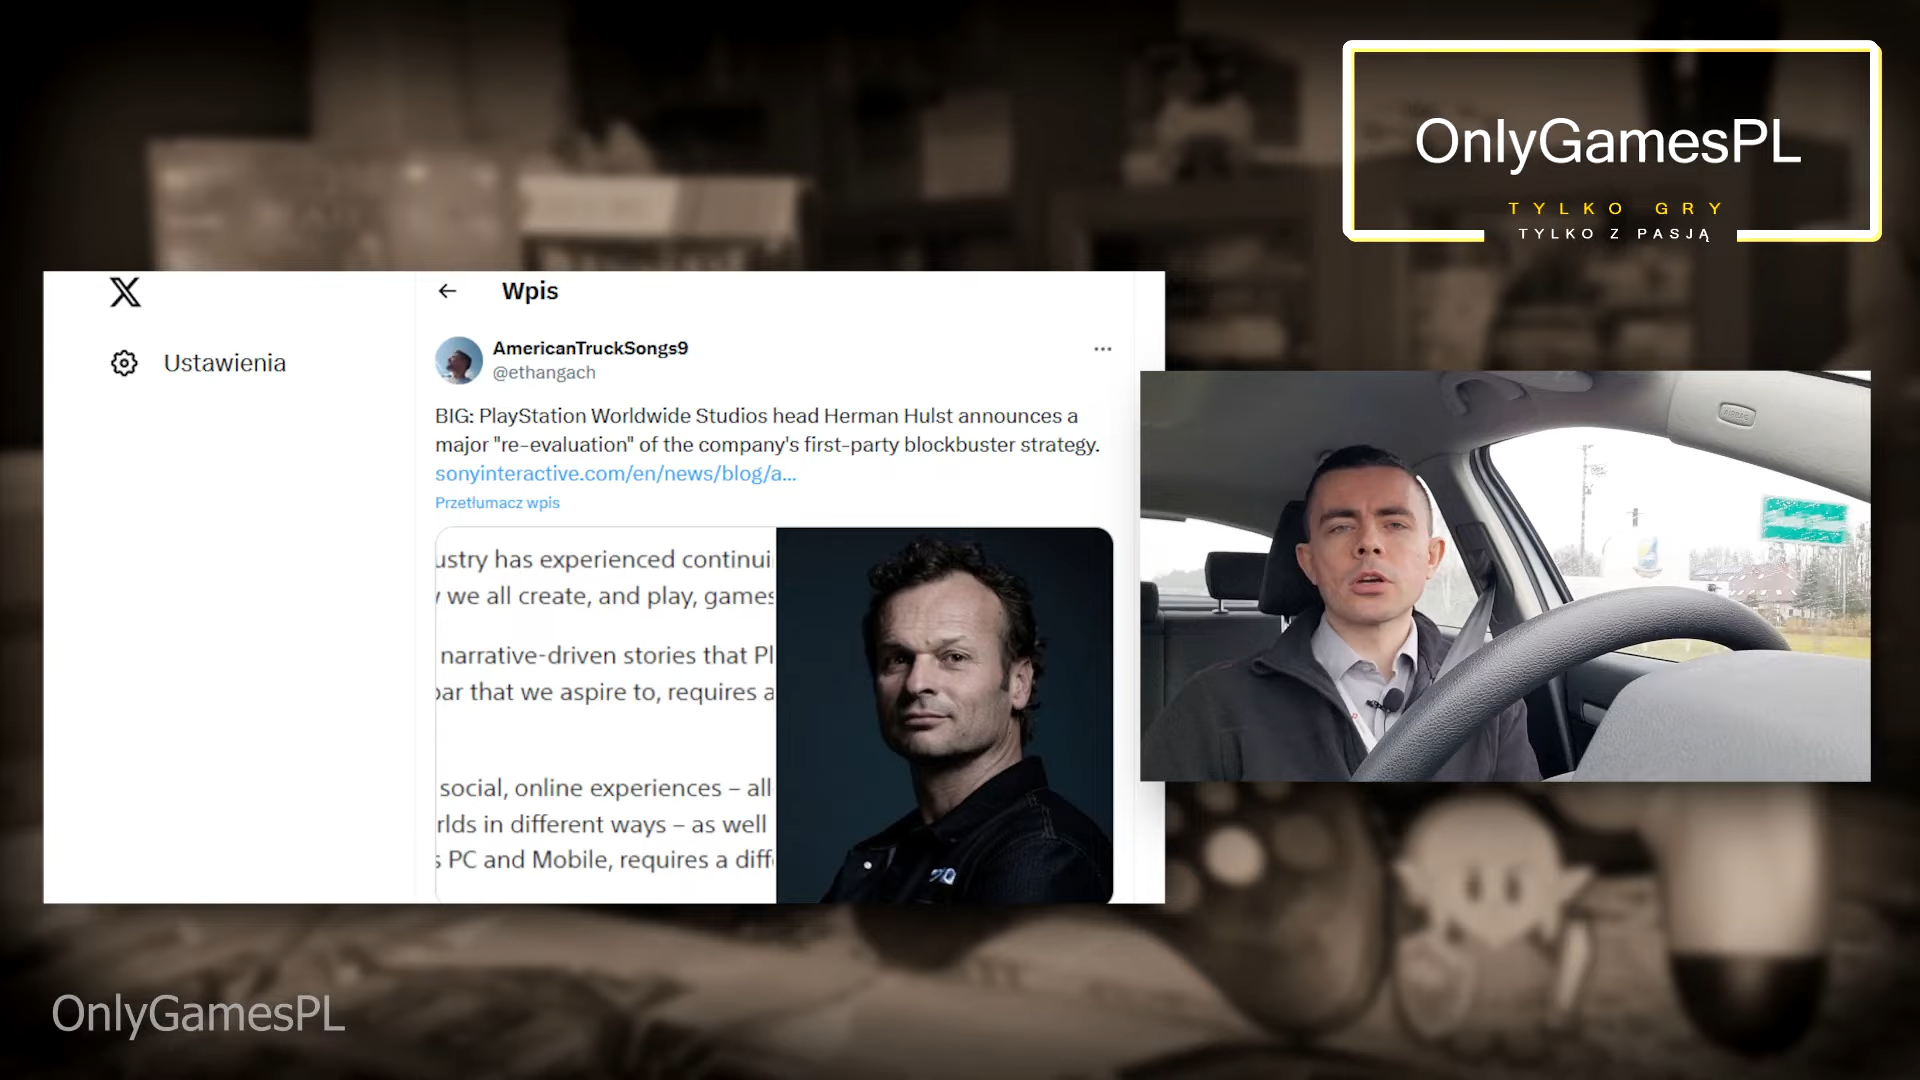 OnlyGamesPL
TYLKO GRY
TYLKO Z PASJĄ
X
Wpis
Ustawienia
AmericanTruckSongs9
@ethangach
BIG: PlayStation Worldwide Studios head Herman Hulst announces a
major "re-evaluation" of the company's first-party blockbuster strategy.
sonyinteractive.com/en/news/blog/a...
Przetłumacz wpis
ustry has experienced continui
we all create, and play, games
narrative-driven stories that Pl
bar that we aspire to, requires a
social, online experiences – all
rlds in different ways – as well
s PC and Mobile, requires a diff
AIRBAG
OnlyGamesPL